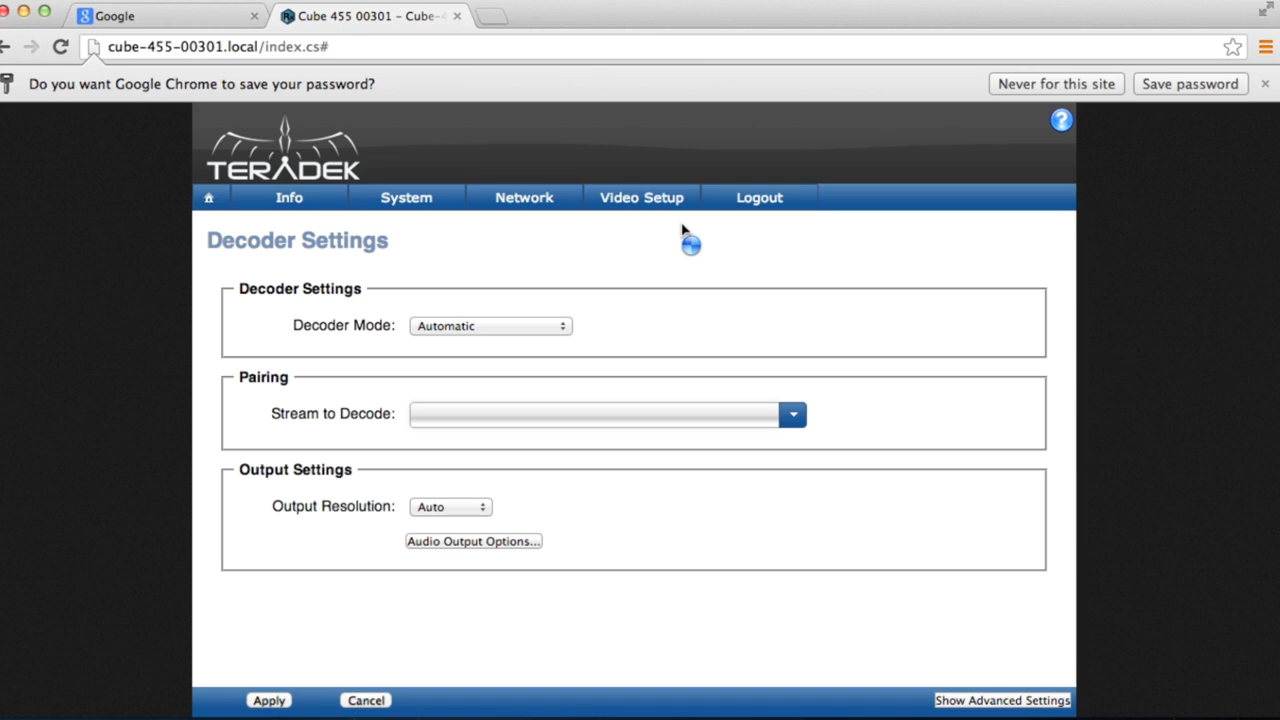 Google
Cube 455 00301 - Cube-4
cube-455-00301.local/index.cs#
Do you want Google Chrome to save your password?
Never for this site
Save password
TERADEK
Info
System
Network
Video Setup
Logout
Decoder Settings
Decoder Settings
Decoder Mode: Automatic
Pairing
Stream to Decode:
Output Settings
Output Resolution: Auto
Audio Output Options...
Apply
Cancel
Show Advanced Settings